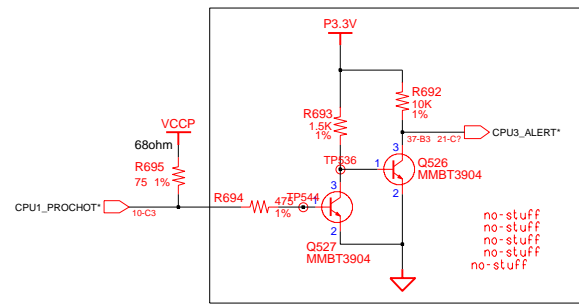 P3.3V
R692
10K
1%
R693
1.5K
1%
VCCP
68ohm
37-B3 21-C?
CPU3_ALERT*
TP536
3
1
Q526
MMBT3904
2
R695
75 1%
R694
475
1%
TP544
1
3
CPU1_PROCHOT*
10-C3
2
Q527
MMBT3904
no-stuff
no-stuff
no-stuff
no-stuff
no-stuff